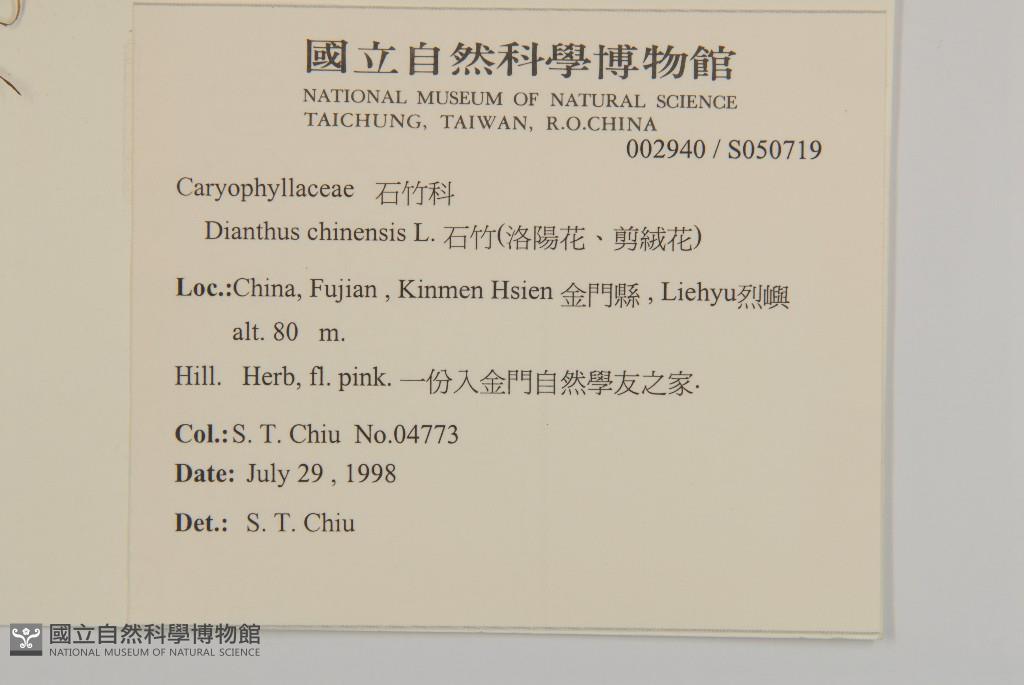 國立自然科學博物館
NATIONAL MUSEUM OF NATURAL SCIENCE
TAICHUNG, TAIWAN, R.O.CHINA
002940 / S050719
Caryophyllaceae 石竹科
Dianthus chinensis L. 石竹(洛陽花、剪絨花)
Loc.:China, Fujian , Kinmen Hsien 金門縣 , Liehyu烈嶼
alt. 80 m.
Hill. Herb, fl. pink. 一份入金門自然學友之家.
Col.: S. T. Chiu No.04773
Date: July 29 , 1998
Det.: S. T. Chiu
國立自然科學博物館
NATIONAL MUSEUM OF NATURAL SCIENCE